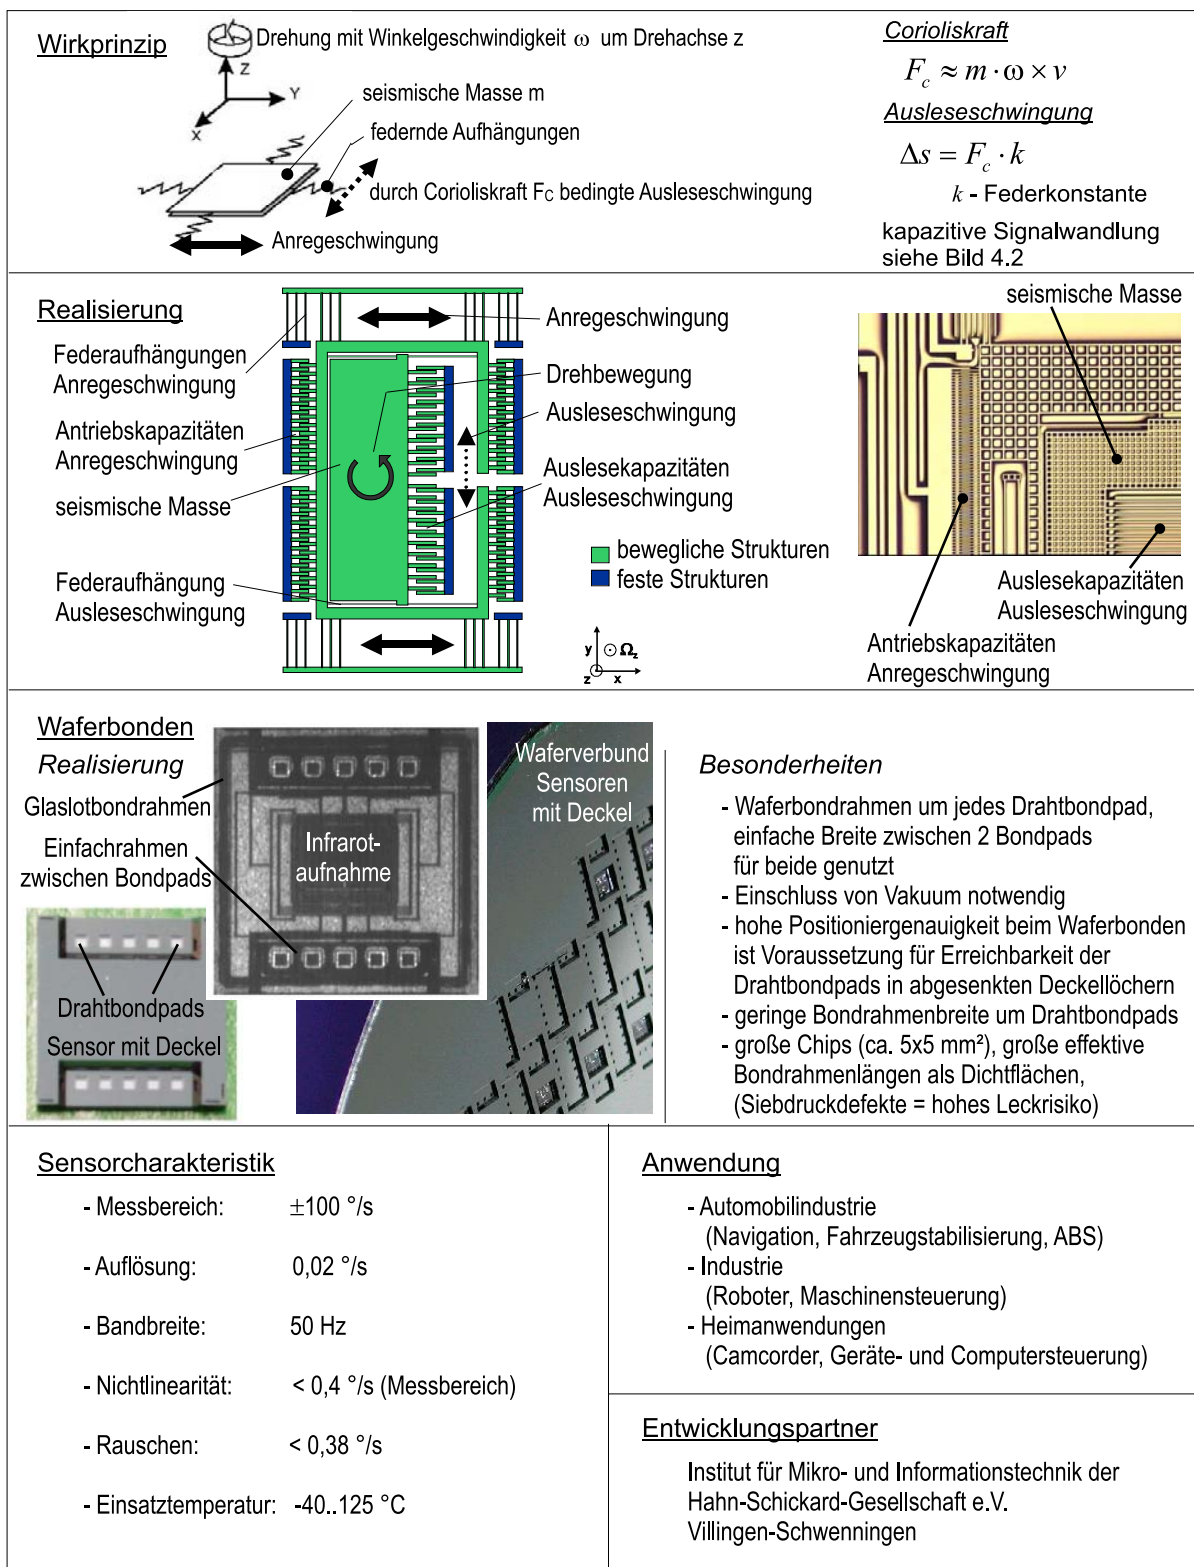 Wirkprinzip
Drehung mit Winkelgeschwindigkeit ω um Drehachse z
Z
Y
X
seismische Masse m
federnde Aufhängungen
durch Corioliskraft Fc bedingte Ausleseschwingung
Anregeschwingung
Corioliskraft
F_c ≈ m · ω × v
Ausleseschwingung
Δs = F_c · k
k - Federkonstante
kapazitive Signalwandlung
siehe Bild 4.2
Realisierung
Federaufhängungen
Anregeschwingung
Antriebskapazitäten
Anregeschwingung
seismische Masse
Federaufhängung
Ausleseschwingung
Anregeschwingung
Drehbewegung
Ausleseschwingung
Auslesekapazitäten
Ausleseschwingung
bewegliche Strukturen
feste Strukturen
y
Ω_z
z
x
seismische Masse
Auslesekapazitäten
Ausleseschwingung
Antriebskapazitäten
Anregeschwingung
Waferbonden
Realisierung
Glaslotbondrahmen
Einfachrahmen
zwischen Bondpads
Infrarot-
aufnahme
Waferverbund
Sensoren
mit Deckel
Drahtbondpads
Sensor mit Deckel
Besonderheiten
- Waferbondrahmen um jedes Drahtbondpad,
einfache Breite zwischen 2 Bondpads
für beide genutzt
- Einschluss von Vakuum notwendig
- hohe Positioniergenauigkeit beim Waferbonden
ist Voraussetzung für Erreichbarkeit der
Drahtbondpads in abgesenkten Deckellöchern
- geringe Bondrahmenbreite um Drahtbondpads
- große Chips (ca. 5x5 mm²), große effektive
Bondrahmenlängen als Dichtflächen,
(Siebdruckdefekte = hohes Leckrisiko)
Sensorcharakteristik
- Messbereich: ±100 °/s
- Auflösung: 0,02 °/s
- Bandbreite: 50 Hz
- Nichtlinearität: < 0,4 °/s (Messbereich)
- Rauschen: < 0,38 °/s
- Einsatztemperatur: -40..125 °C
Anwendung
- Automobilindustrie
(Navigation, Fahrzeugstabilisierung, ABS)
- Industrie
(Roboter, Maschinensteuerung)
- Heimanwendungen
(Camcorder, Geräte- und Computersteuerung)
Entwicklungspartner
Institut für Mikro- und Informationstechnik der
Hahn-Schickard-Gesellschaft e.V.
Villingen-Schwenningen